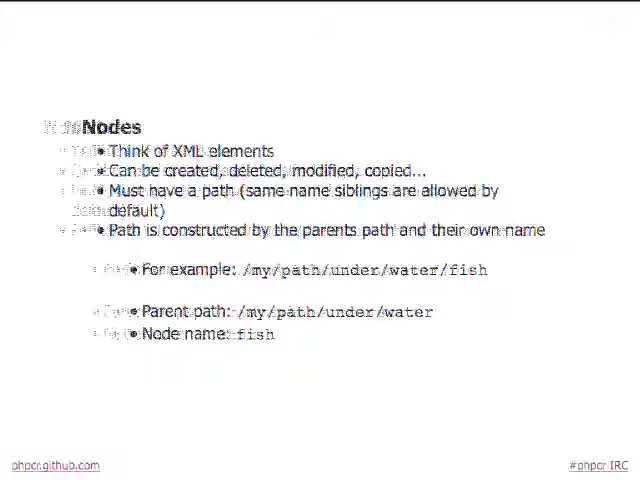 Nodes
• Think of XML elements
• Can be created, deleted, modified, copied...
• Must have a path (same name siblings are allowed by
default)
• Path is constructed by the parents path and their own name
• For example: /my/path/under/water/fish
• Parent path: /my/path/under/water
• Node name: fish
phpcr.github.com
#phpcr IRC